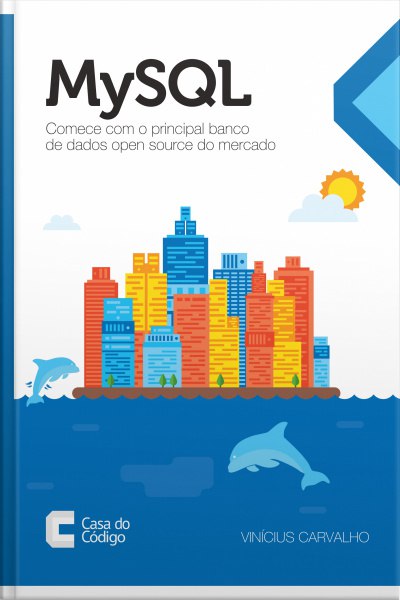 MySQL
Comece com o principal banco
de dados open source do mercado
Casa do
Código
VINÍCIUS CARVALHO